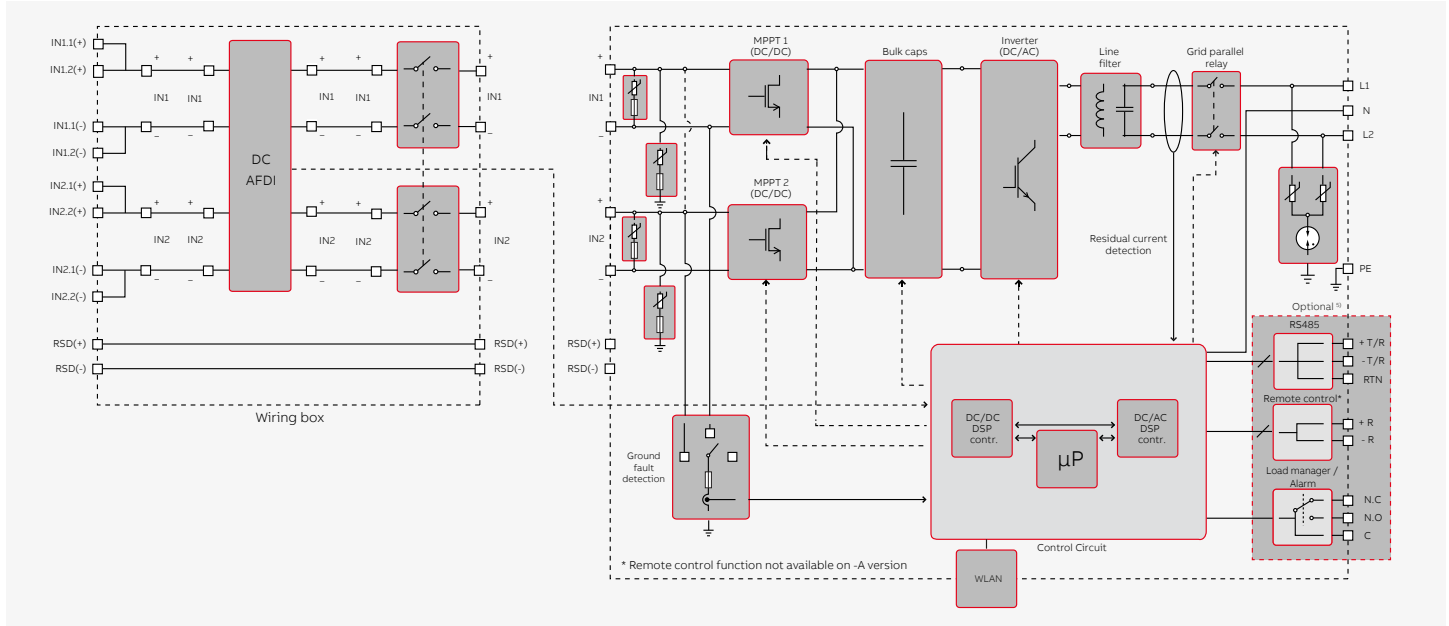 IN1.1(+)
IN1.2(+)
IN1.1(-)
IN1.2(-)
IN2.1(+)
IN2.2(+)
IN2.1(-)
IN2.2(-)
RSD(+)
RSD(-)
+ +
IN1 IN1
– –
+ +
IN2 IN2
– –
DC
AFDI
+ +
IN1 IN1
– –
+ +
IN2 IN2
– –
+
IN1
–
+
IN2
–
RSD(+)
RSD(-)
Wiring box
+
IN1
–
+
IN2
–
RSD(+)
RSD(-)
MPPT 1
(DC/DC)
MPPT 2
(DC/DC)
Bulk caps
Inverter
(DC/AC)
Line
filter
Grid parallel
relay
L1
N
L2
PE
Residual current
detection
Ground
fault
detection
DC/DC
DSP
contr.
µP
DC/AC
DSP
contr.
Control Circuit
WLAN
Optional 5)
RS485
+ T/R
- T/R
RTN
Remote control*
+ R
- R
Load manager /
Alarm
N.C
N.O
C
* Remote control function not available on -A version